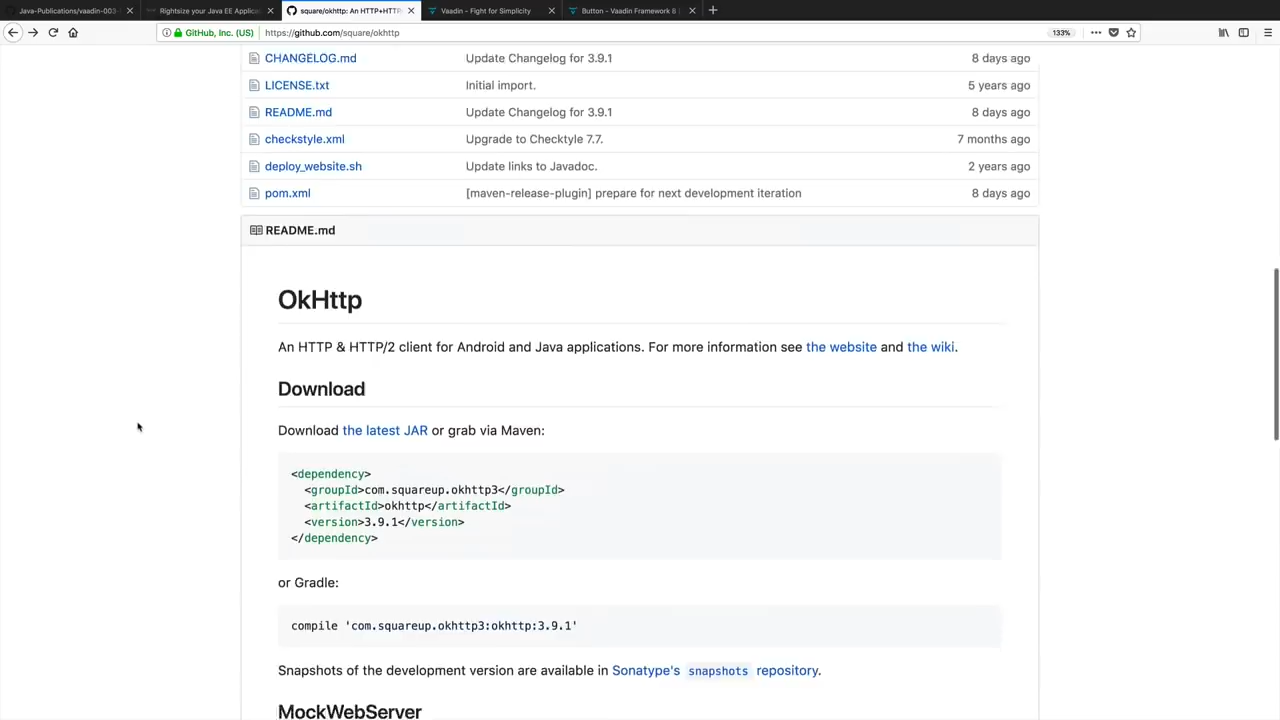 Java-Publications/vaadin-003-
Rightsize your Java EE Applic
square/okhttp: An HTTP+HTTP
Vaadin - Fight for Simplicity
Button - Vaadin Framework 8 |
GitHub, Inc. (US)
https://github.com/square/okhttp
133%
CHANGELOG.md Update Changelog for 3.9.1 8 days ago
LICENSE.txt Initial import. 5 years ago
README.md Update Changelog for 3.9.1 8 days ago
checkstyle.xml Upgrade to Checktyle 7.7. 7 months ago
deploy_website.sh Update links to Javadoc. 2 years ago
pom.xml [maven-release-plugin] prepare for next development iteration 8 days ago
README.md
OkHttp
An HTTP & HTTP/2 client for Android and Java applications. For more information see the website and the wiki.
Download
Download the latest JAR or grab via Maven:
<dependency>
<groupId>com.squareup.okhttp3</groupId>
<artifactId>okhttp</artifactId>
<version>3.9.1</version>
</dependency>
or Gradle:
compile 'com.squareup.okhttp3:okhttp:3.9.1'
Snapshots of the development version are available in Sonatype's snapshots repository.
MockWebServer